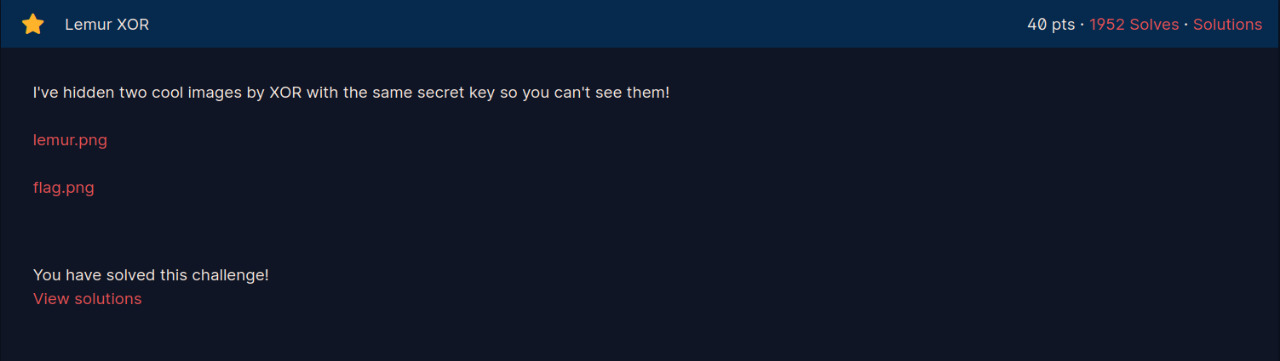 Lemur XOR 40 pts · 1952 Solves · Solutions
I've hidden two cool images by XOR with the same secret key so you can't see them!
lemur.png
flag.png
You have solved this challenge!
View solutions